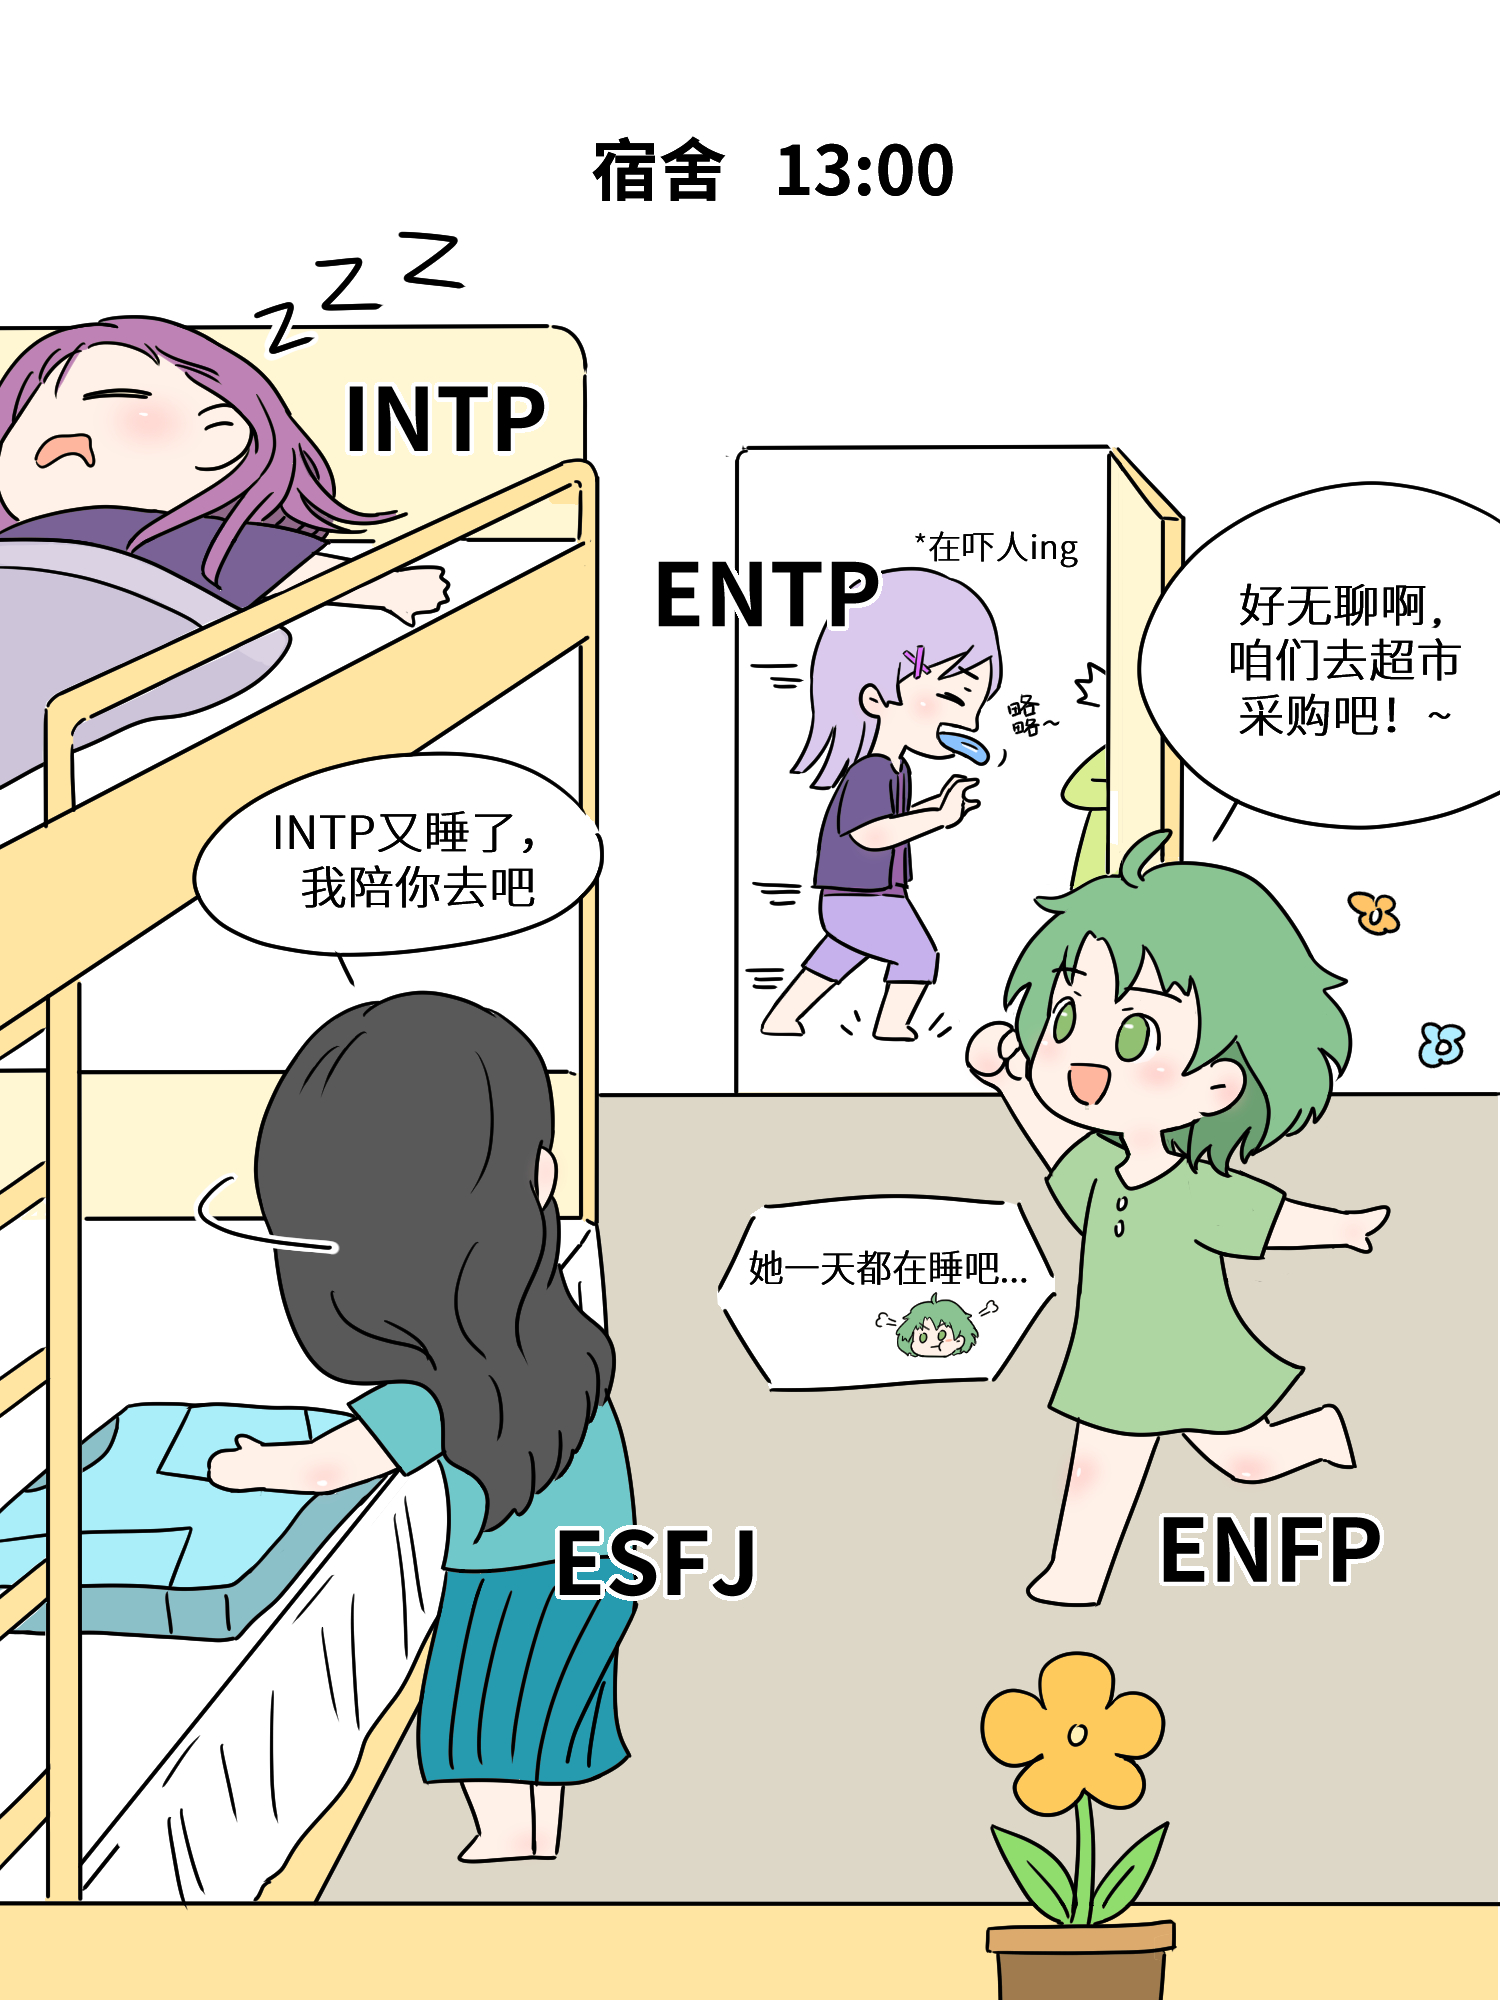 宿舍 13:00
z z z
INTP
*在吓人ing
ENTP
略
略~
好无聊啊，
咱们去超市
采购吧！~
INTP又睡了，
我陪你去吧
她一天都在睡吧...
ESFJ
ENFP